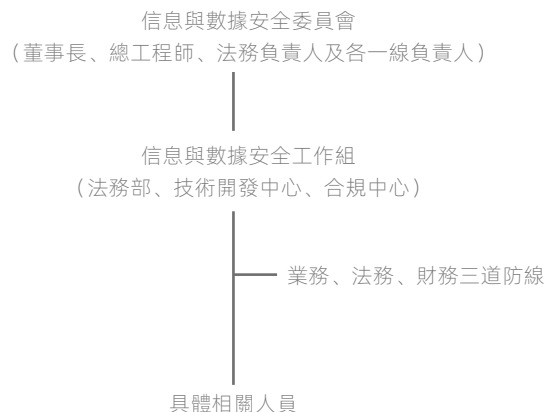 信息與數據安全委員會
（董事長、總工程師、法務負責人及各一線負責人）
信息與數據安全工作組
（法務部、技術開發中心、合規中心）
業務、法務、財務三道防線
具體相關人員